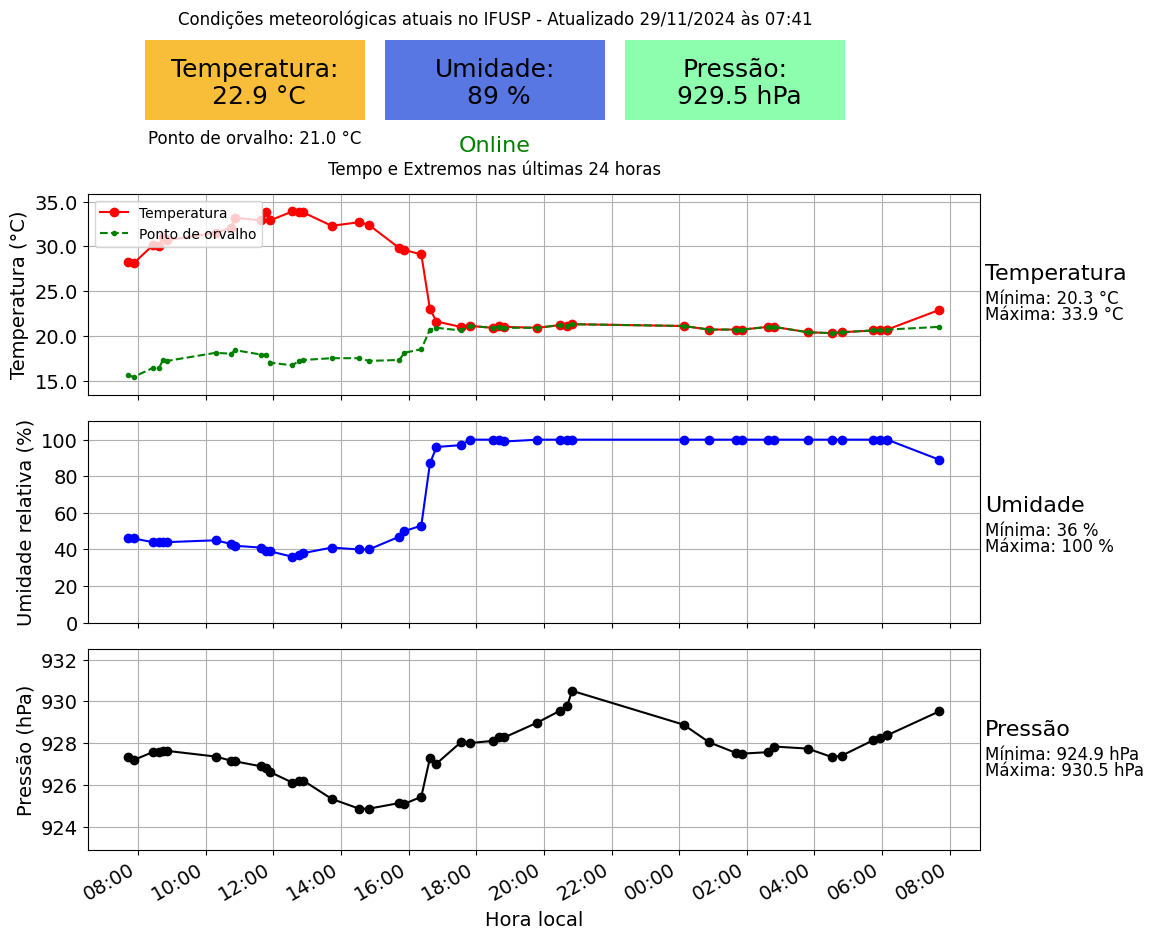 Condições meteorológicas atuais no IFUSP - Atualizado 29/11/2024 às 07:41
Temperatura:
22.9 °C
Umidade:
89 %
Pressão:
929.5 hPa
Ponto de orvalho: 21.0 °C
Online
Tempo e Extremos nas últimas 24 horas
Temperatura (°C)
35.0
30.0
25.0
20.0
15.0
Temperatura
Ponto de orvalho
Temperatura
Mínima: 20.3 °C
Máxima: 33.9 °C
Umidade relativa (%)
100
80
60
40
20
0
Umidade
Mínima: 36 %
Máxima: 100 %
Pressão (hPa)
932
930
928
926
924
Pressão
Mínima: 924.9 hPa
Máxima: 930.5 hPa
08:00 10:00 12:00 14:00 16:00 18:00 20:00 22:00 00:00 02:00 04:00 06:00 08:00
Hora local